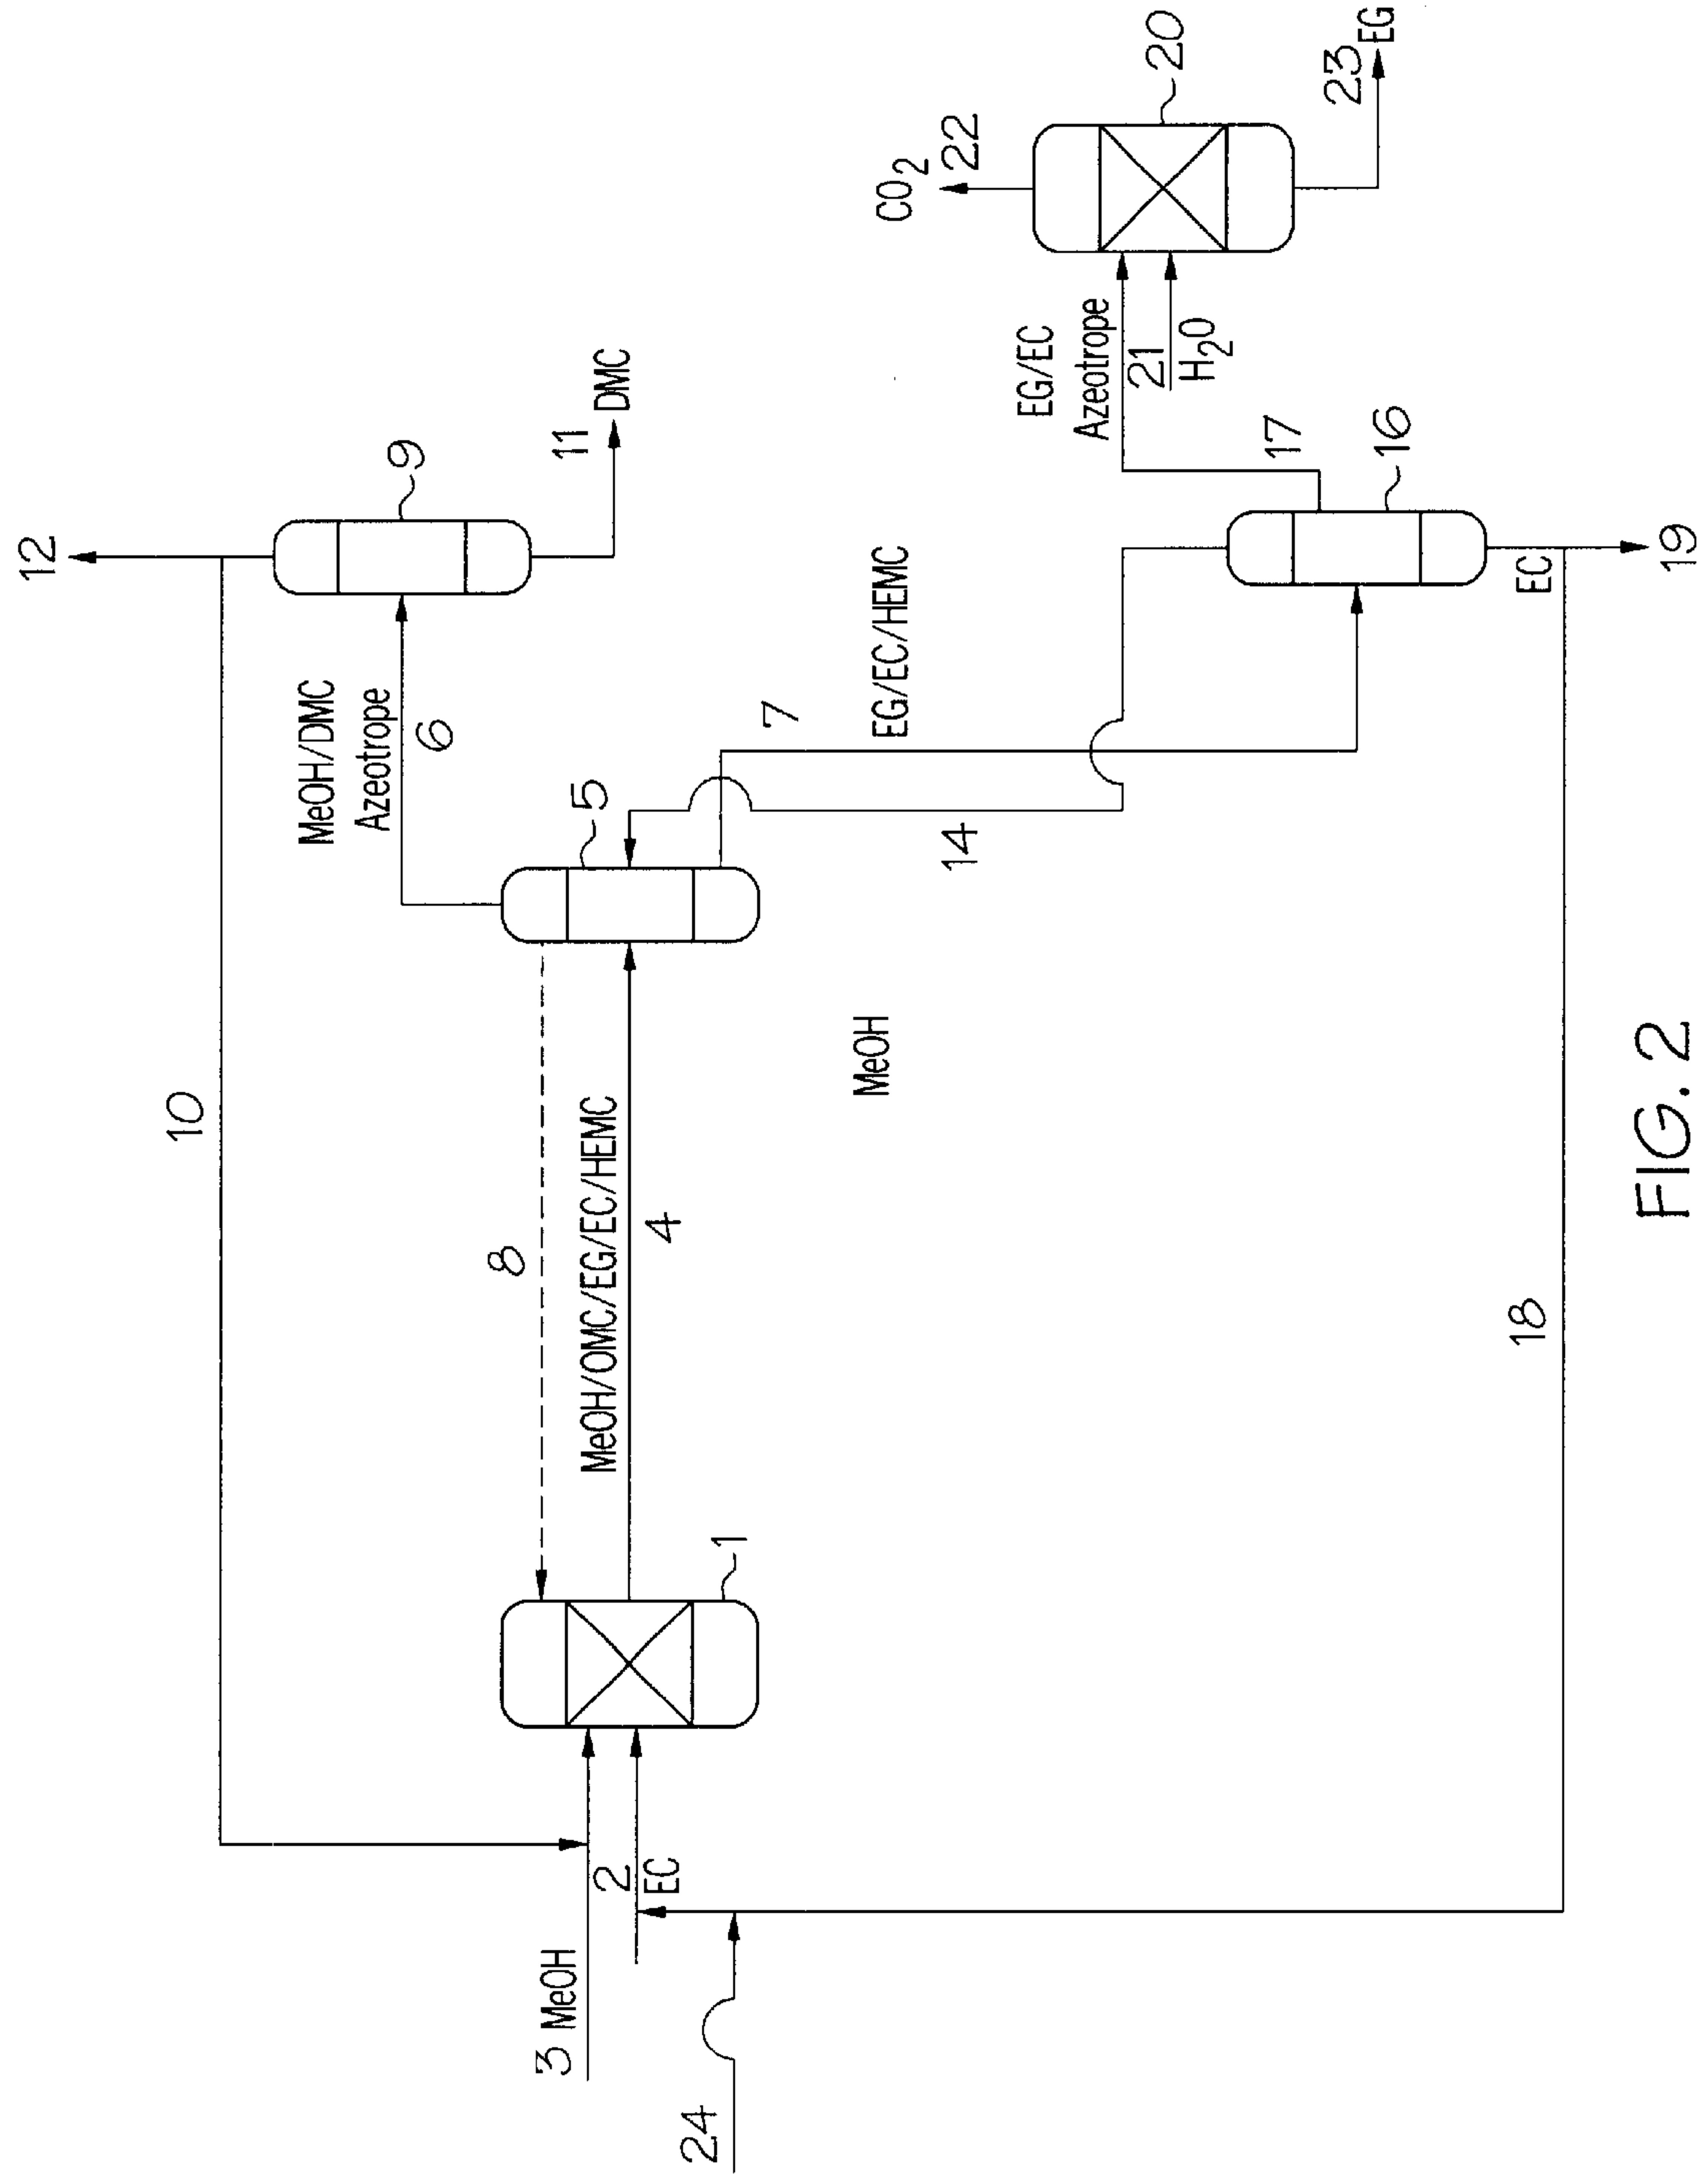 12
10
9
MeOH/DMC
Azeotrope
6
11
DMC
8
5
MeOH/OMC/EG/EC/HEMC
4
1
3 MeOH
2
EC
24
MeOH
14
7
EG/EC/HEMC
CO2
22
20
23
EG
EG/EC
Azeotrope
21
H2O
17
16
EC
19
18
FIG. 2